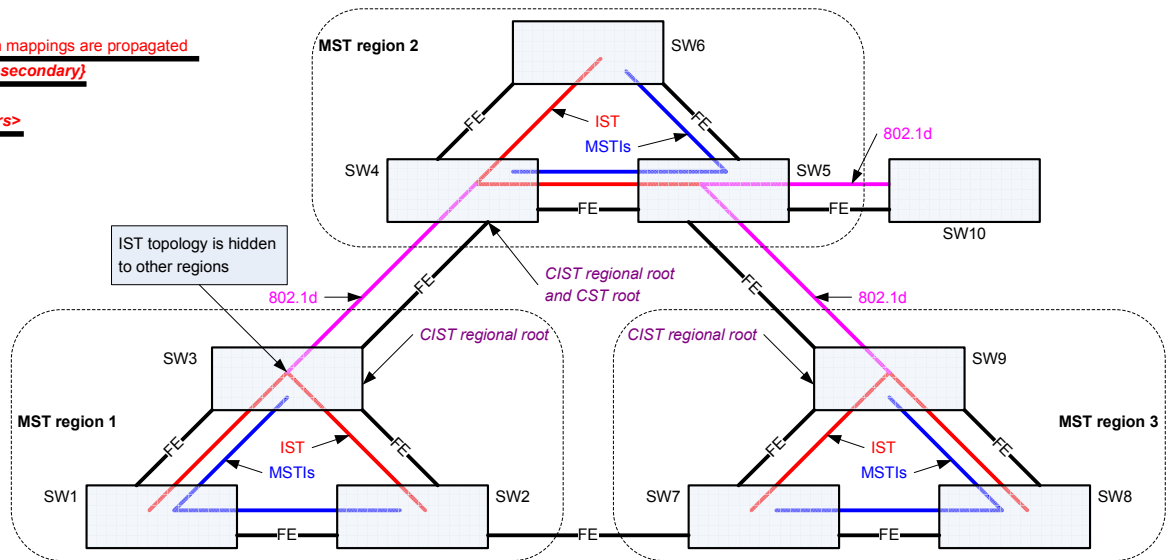 mappings are propagated
secondary}
MST region 2
SW6
FE
FE
IST
MSTIs
802.1d
SW4
SW5
FE
FE
SW10
IST topology is hidden
to other regions
FE
FE
CIST regional root
and CST root
802.1d
802.1d
CIST regional root
CIST regional root
SW3
SW9
MST region 1
MST region 3
FE
FE
FE
FE
IST
MSTIs
IST
MSTIs
SW1
SW2
SW7
SW8
FE
FE
FE